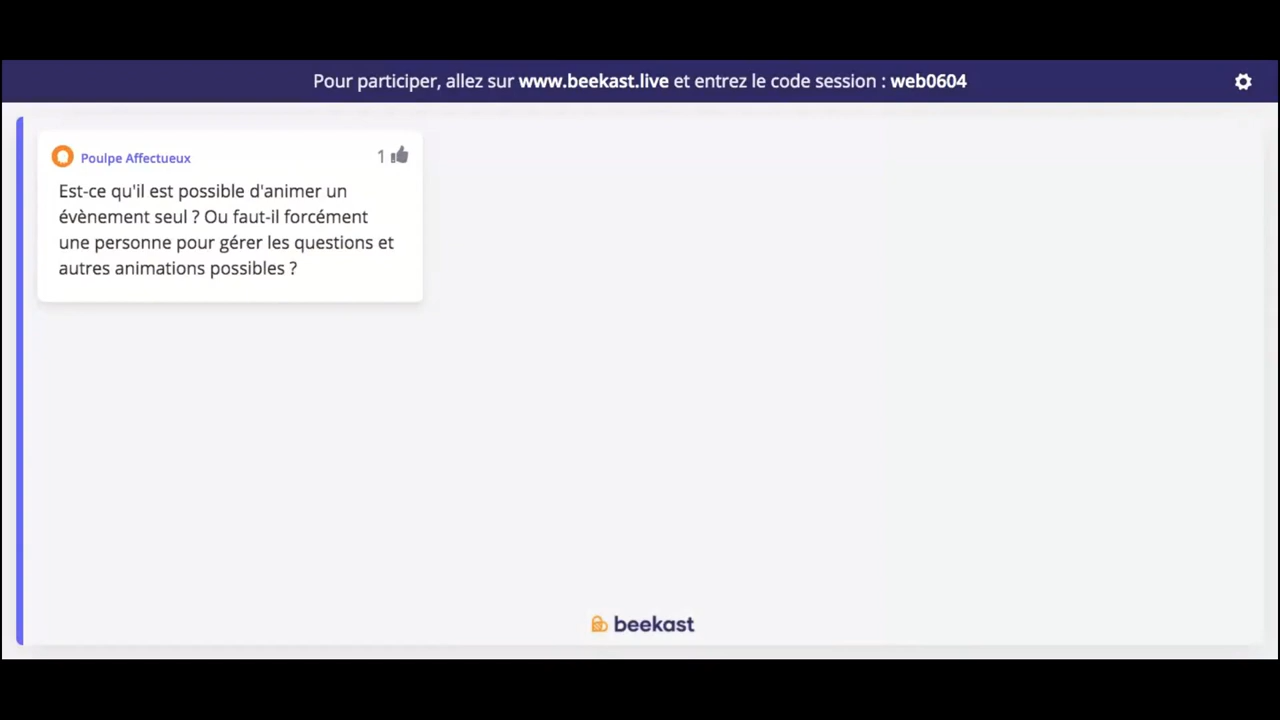 Pour participer, allez sur www.beekast.live et entrez le code session : web0604
Poulpe Affectueux
1
Est-ce qu'il est possible d'animer un
évènement seul ? Ou faut-il forcément
une personne pour gérer les questions et
autres animations possibles ?
beekast